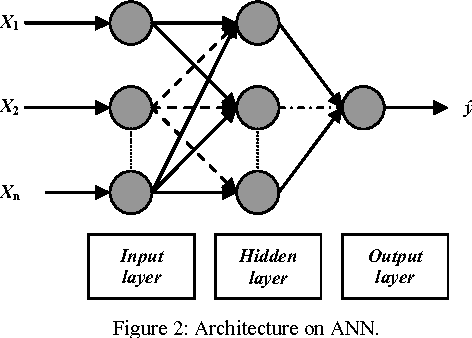 X1
X2
ŷ
Xn
Input layer
Hidden layer
Output layer
Figure 2: Architecture on ANN.